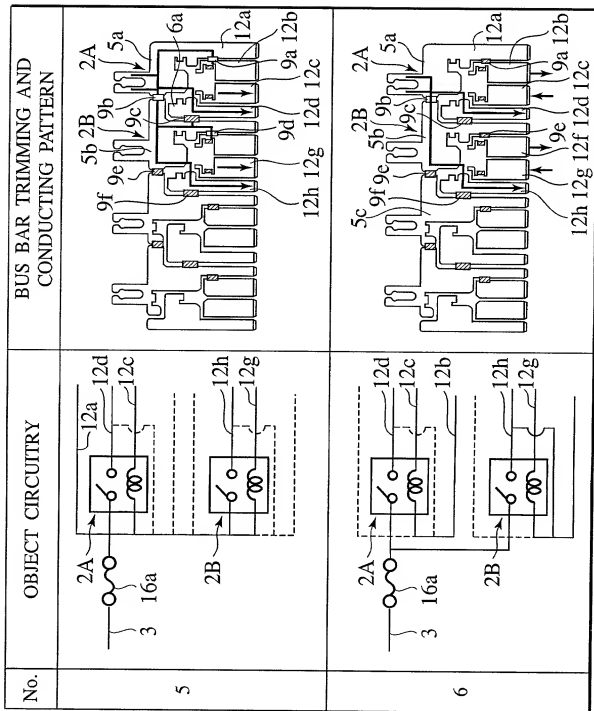 No.
OBJECT CIRCUITRY
BUS BAR TRIMMING AND
CONDUCTING PATTERN
5
3
16a
2A
12a
12d
12c
2B
12h
12g
9f
9e
5b
2B
9c
9b
2A
5a
6a
12a
12b
9a
12c
12d
9d
12g
12h
6
3
16a
2A
12d
12c
12b
2B
12h
12g
5c
9f
9e
5b
2B
9c
9b
2A
5a
12a
12b
9a
12c
12d
9e
12f
12g
12h